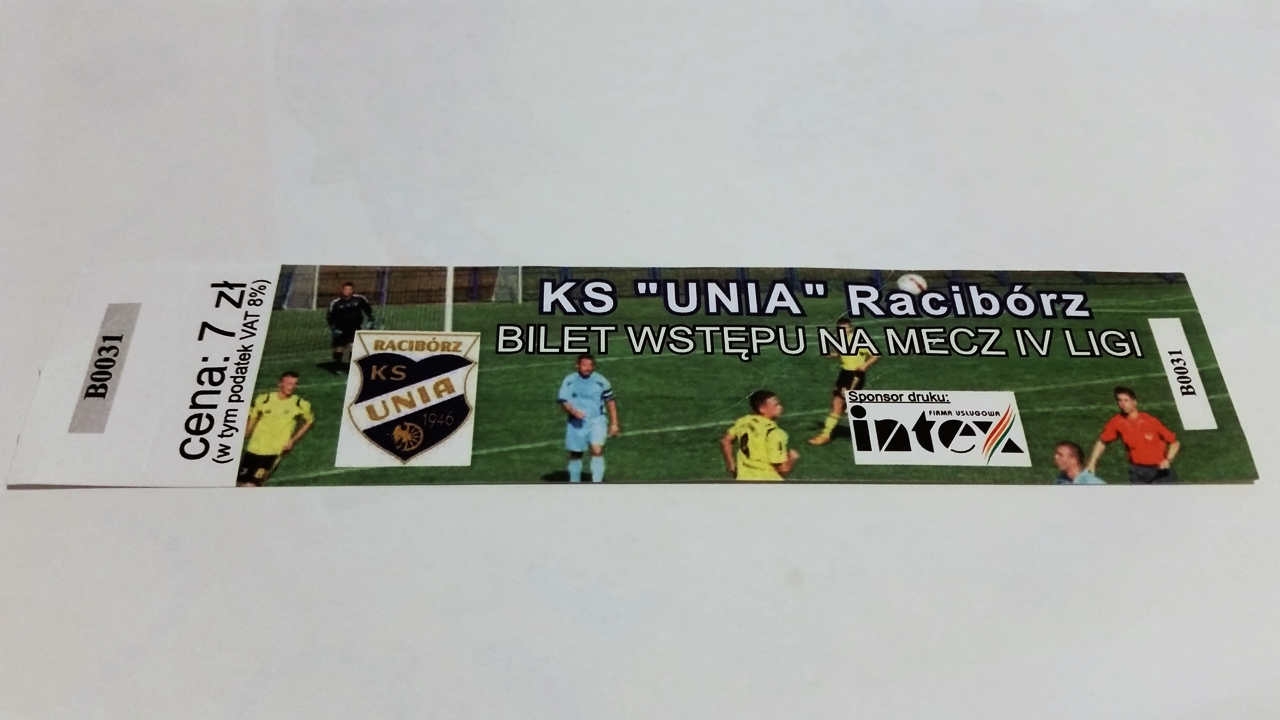 B0031
cena: 7 zł
(w tym podatek VAT 8%)
KS "UNIA" Racibórz
BILET WSTĘPU NA MECZ IV LIGI
RACIBÓRZ
KS
UNIA
1946
Sponsor druku:
FIRMA USŁUGOWA
intex
B0031